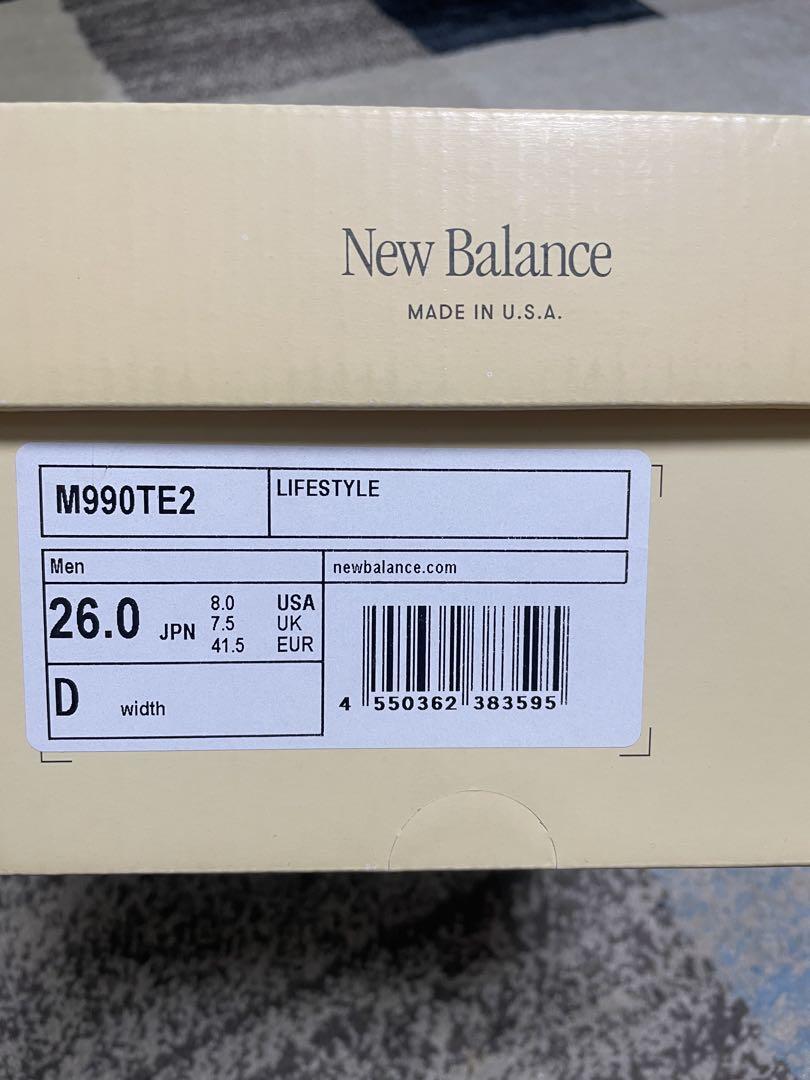 New Balance
MADE IN U.S.A.
M990TE2
LIFESTYLE
Men
newbalance.com
26.0 JPN
8.0 USA
7.5 UK
41.5 EUR
D width
4 550362 383595